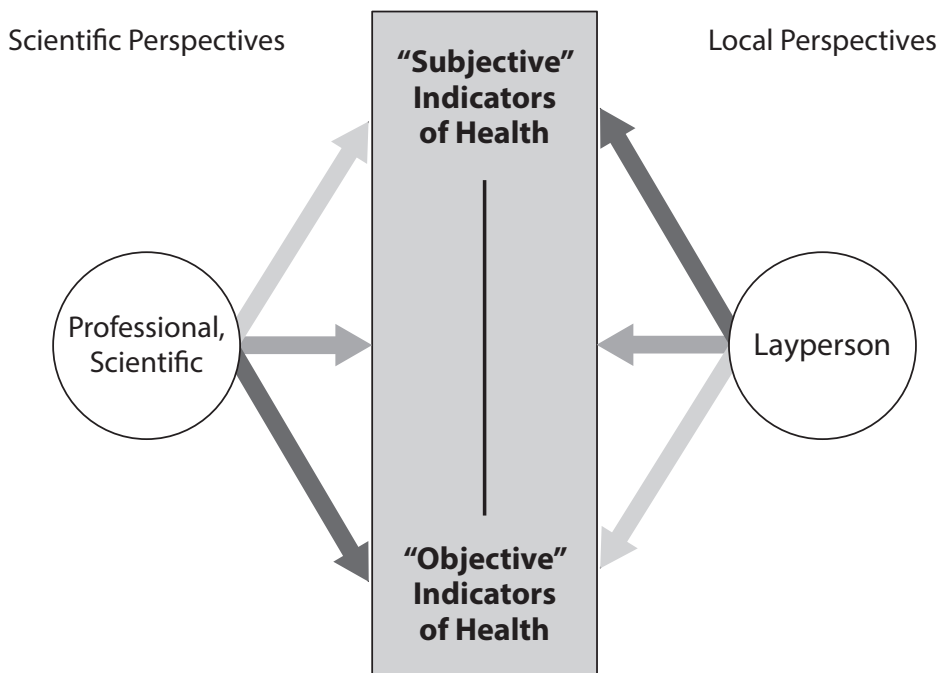 Scientific Perspectives
Local Perspectives
“Subjective”
Indicators
of Health
Professional,
Scientific
Layperson
“Objective”
Indicators
of Health